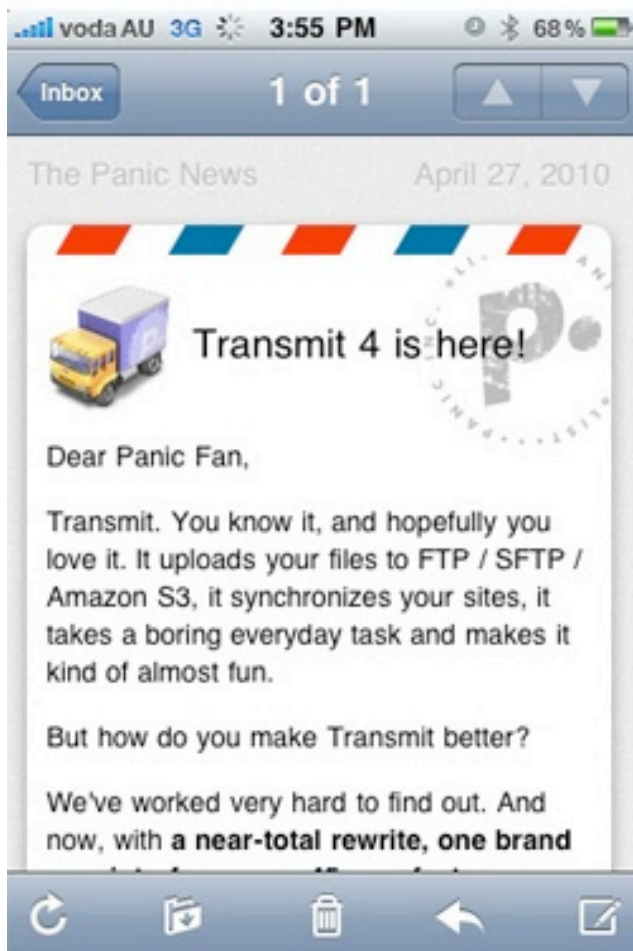 voda AU 3G 3:55 PM 68%
Inbox 1 of 1
The Panic News April 27, 2010
Transmit 4 is here!
Dear Panic Fan,
Transmit. You know it, and hopefully you
love it. It uploads your files to FTP / SFTP /
Amazon S3, it synchronizes your sites, it
takes a boring everyday task and makes it
kind of almost fun.
But how do you make Transmit better?
We've worked very hard to find out. And
now, with a near-total rewrite, one brand